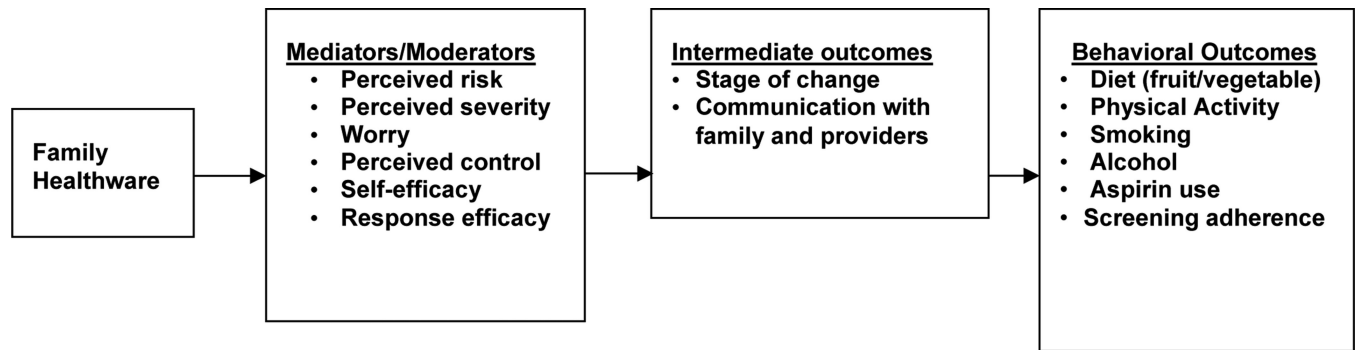 Family
Healthware
Mediators/Moderators
• Perceived risk
• Perceived severity
• Worry
• Perceived control
• Self-efficacy
• Response efficacy
Intermediate outcomes
• Stage of change
• Communication with
family and providers
Behavioral Outcomes
• Diet (fruit/vegetable)
• Physical Activity
• Smoking
• Alcohol
• Aspirin use
• Screening adherence